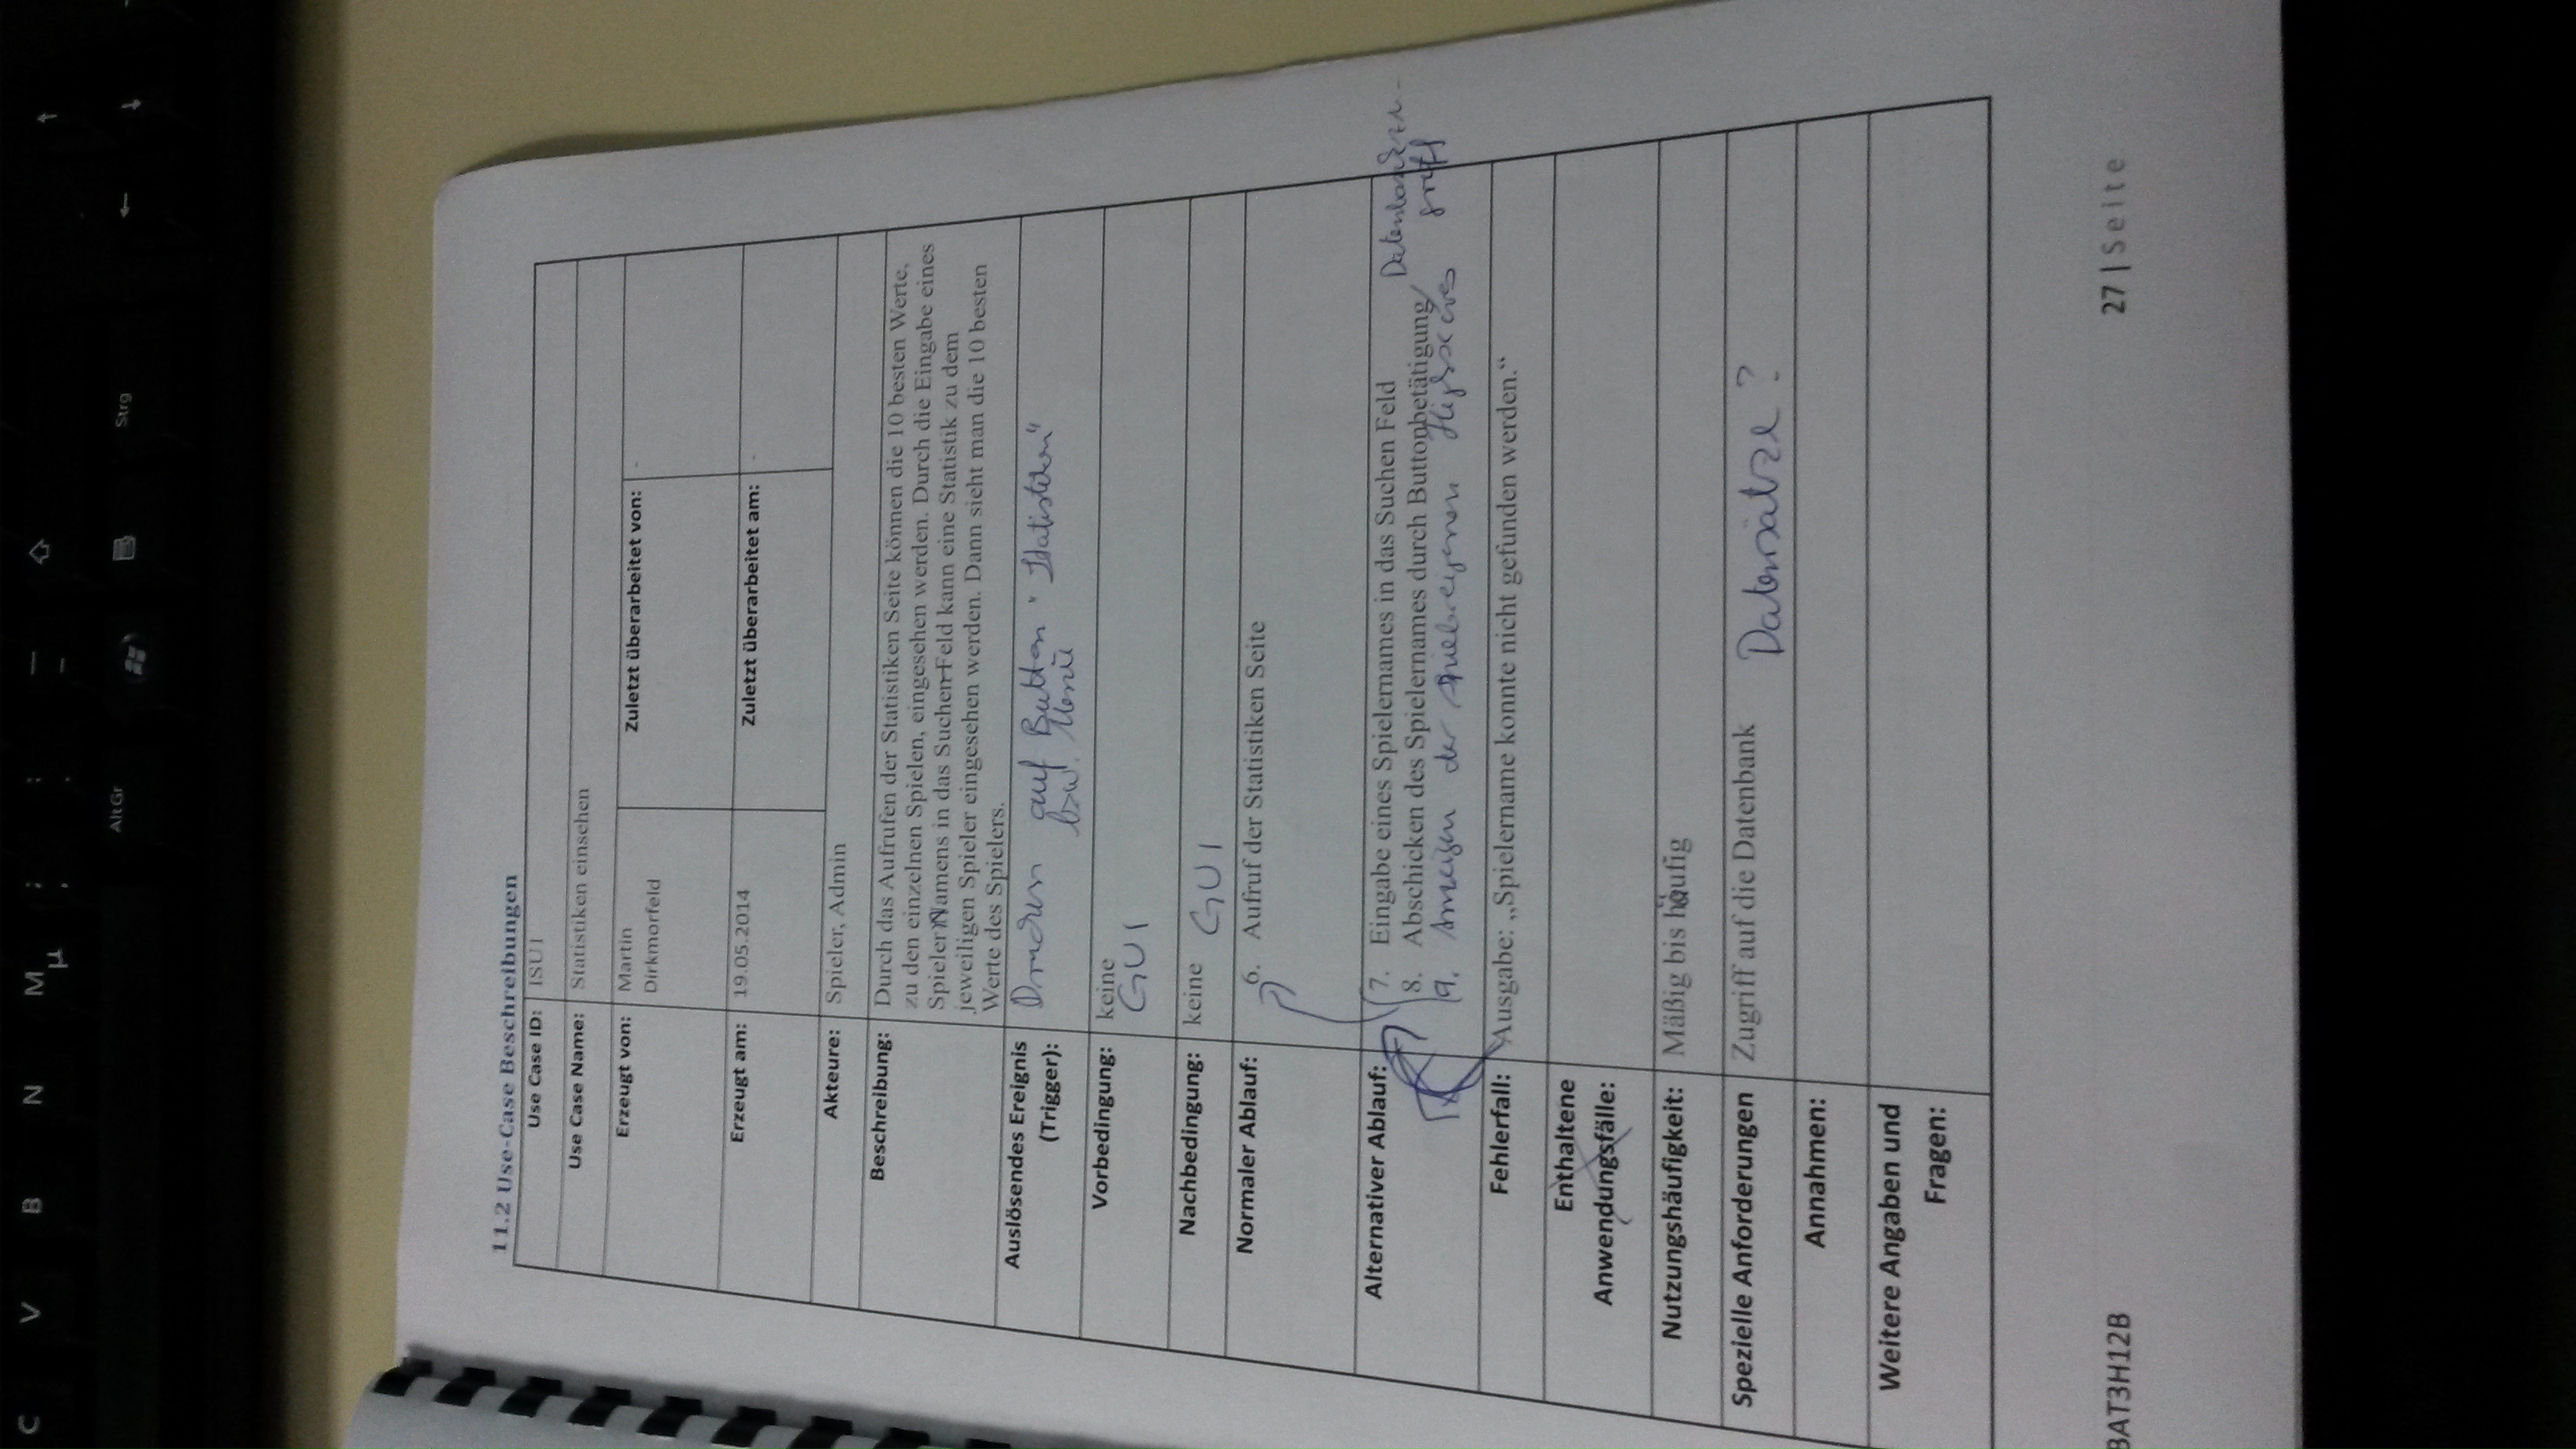 C V B N M ; : _
µ , . -
AltGr Strg
11.2 Use-Case Beschreibungen
Use Case ID: ISU1
Use Case Name: Statistiken einsehen
Erzeugt von: Martin Dirkmorfeld Zuletzt überarbeitet von: -
Erzeugt am: 19.05.2014 Zuletzt überarbeitet am: -
Akteure: Spieler, Admin
Beschreibung: Durch das Aufrufen der Statistiken Seite können die 10 besten Werte,
zu den einzelnen Spielen, eingesehen werden. Durch die Eingabe eines
Spieler Namens in das Suchen Feld kann eine Statistik zu dem
jeweiligen Spieler eingesehen werden. Dann sieht man die 10 besten
Werte des Spielers.
Auslösendes Ereignis
(Trigger):
Drücken auf Button "Statistiken"
bzw. Menü
Vorbedingung: keine
GUI
Nachbedingung: keine GUI
Normaler Ablauf: 6. Aufruf der Statistiken Seite
Alternativer Ablauf: 7. Eingabe eines Spielernames in das Suchen Feld
8. Abschicken des Spielernames durch Buttonbetätigung Datenbankzu-
griff
9. Anzeigen der spielereigenen Highscores
Fehlerfall: Ausgabe: „Spielername konnte nicht gefunden werden.“
Enthaltene
Anwendungsfälle:
Nutzungshäufigkeit: Mäßig bis häufig
Spezielle Anforderungen Zugriff auf die Datenbank Datensätze?
Annahmen:
Weitere Angaben und
Fragen:
BAT3H12B 27 | Seite